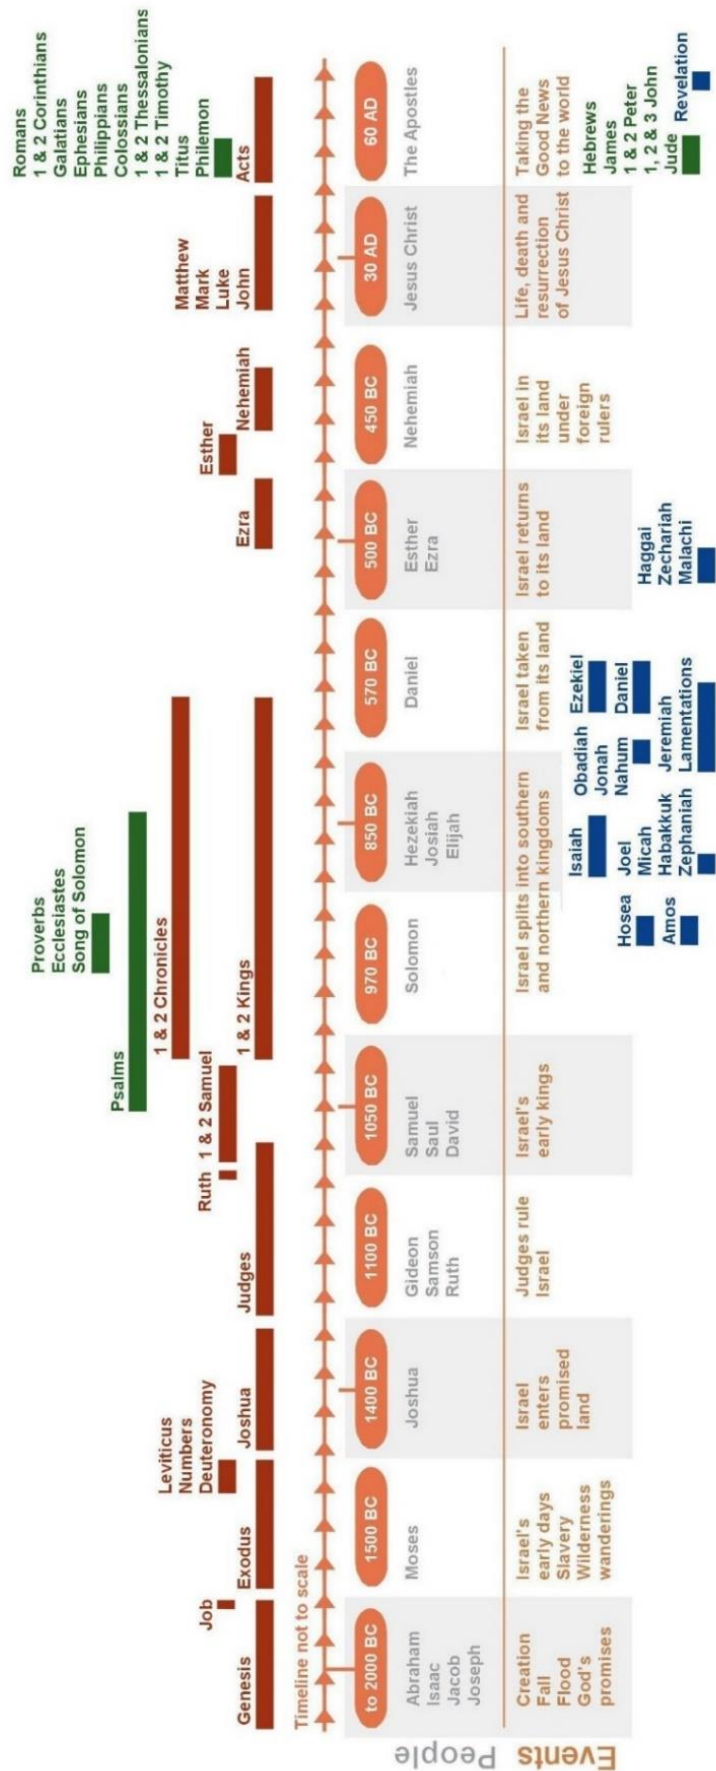 Proverbs
Ecclesiastes
Song of Solomon
Romans
1 & 2 Corinthians
Galatians
Ephesians
Philippians
Colossians
1 & 2 Thessalonians
1 & 2 Timothy
Titus
Philemon
Psalms
1 & 2 Chronicles
Leviticus
Numbers
Deuteronomy
Matthew
Mark
Luke
John
Job
Ruth
1 & 2 Samuel
Esther
Genesis
Exodus
Joshua
Judges
1 & 2 Kings
Ezra
Nehemiah
Acts
Timeline not to scale
to 2000 BC
1500 BC
1400 BC
1100 BC
1050 BC
970 BC
850 BC
570 BC
500 BC
450 BC
30 AD
60 AD
People
Abraham
Isaac
Jacob
Joseph
Moses
Joshua
Gideon
Samson
Ruth
Samuel
Saul
David
Solomon
Hezekiah
Josiah
Elijah
Daniel
Esther
Ezra
Nehemiah
Jesus Christ
The Apostles
Events
Creation
Fall
Flood
God's
promises
Israel's
early days
Slavery
Wilderness
wanderings
Israel
enters
promised
land
Judges rule
Israel
Israel's
early kings
Israel splits into southern
and northern kingdoms
Israel taken
from its land
Israel returns
to its land
Israel in
its land
under
foreign
rulers
Life, death and
resurrection
of Jesus Christ
Taking the
Good News
to the world
Hosea
Amos
Isaiah
Joel
Micah
Habakkuk
Zephaniah
Obadiah
Jonah
Nahum
Jeremiah
Lamentations
Ezekiel
Daniel
Haggai
Zechariah
Malachi
Hebrews
James
1 & 2 Peter
1, 2 & 3 John
Jude
Revelation